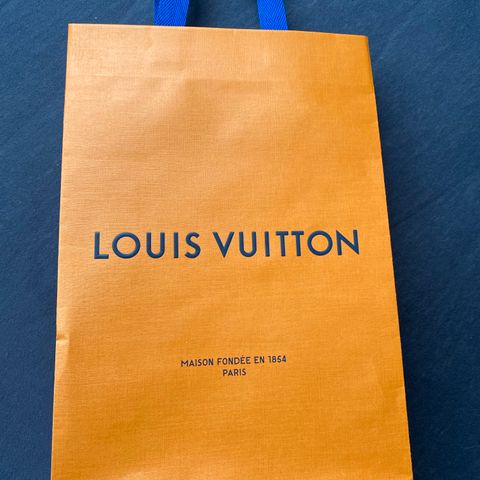 LOUIS VUITTON
MAISON FONDÉE EN 1854
PARIS